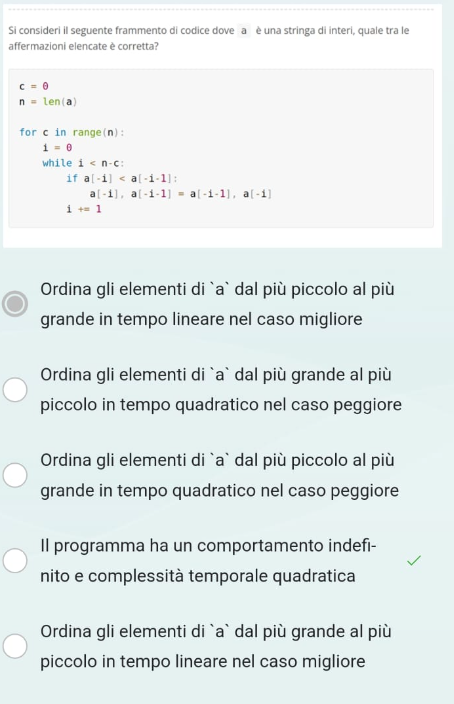 Si consideri il seguente frammento di codice dove a è una stringa di interi, quale tra le
affermazioni elencate è corretta?
c = 0
n = len(a)
for c in range(n):
    i = 0
    while i < n-c:
        if a[-i] < a[-i-1]:
            a[-i], a[-i-1] = a[-i-1], a[-i]
        i += 1
Ordina gli elementi di `a` dal più piccolo al più
grande in tempo lineare nel caso migliore
Ordina gli elementi di `a` dal più grande al più
piccolo in tempo quadratico nel caso peggiore
Ordina gli elementi di `a` dal più piccolo al più
grande in tempo quadratico nel caso peggiore
Il programma ha un comportamento indefi-
nito e complessità temporale quadratica
Ordina gli elementi di `a` dal più grande al più
piccolo in tempo lineare nel caso migliore